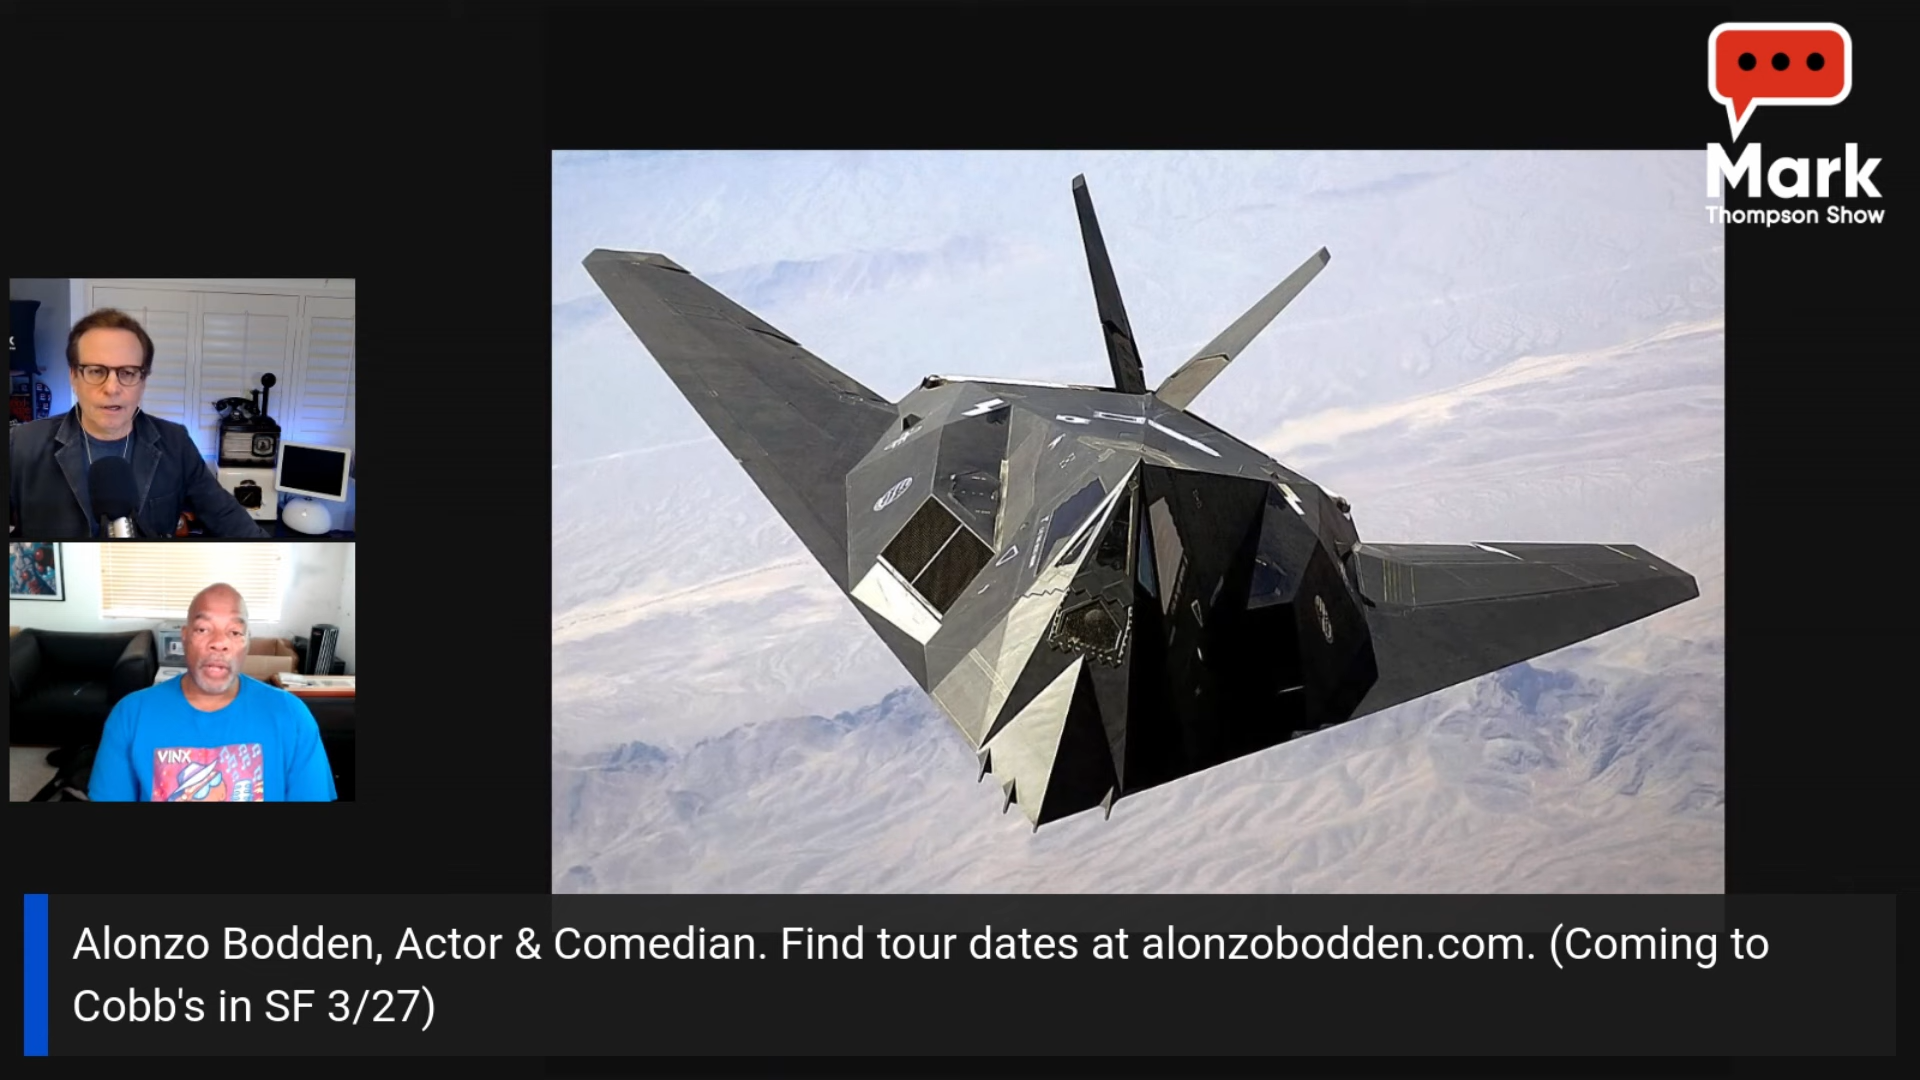 Mark
Thompson Show
VINX
Alonzo Bodden, Actor & Comedian. Find tour dates at alonzobodden.com. (Coming to
Cobb's in SF 3/27)